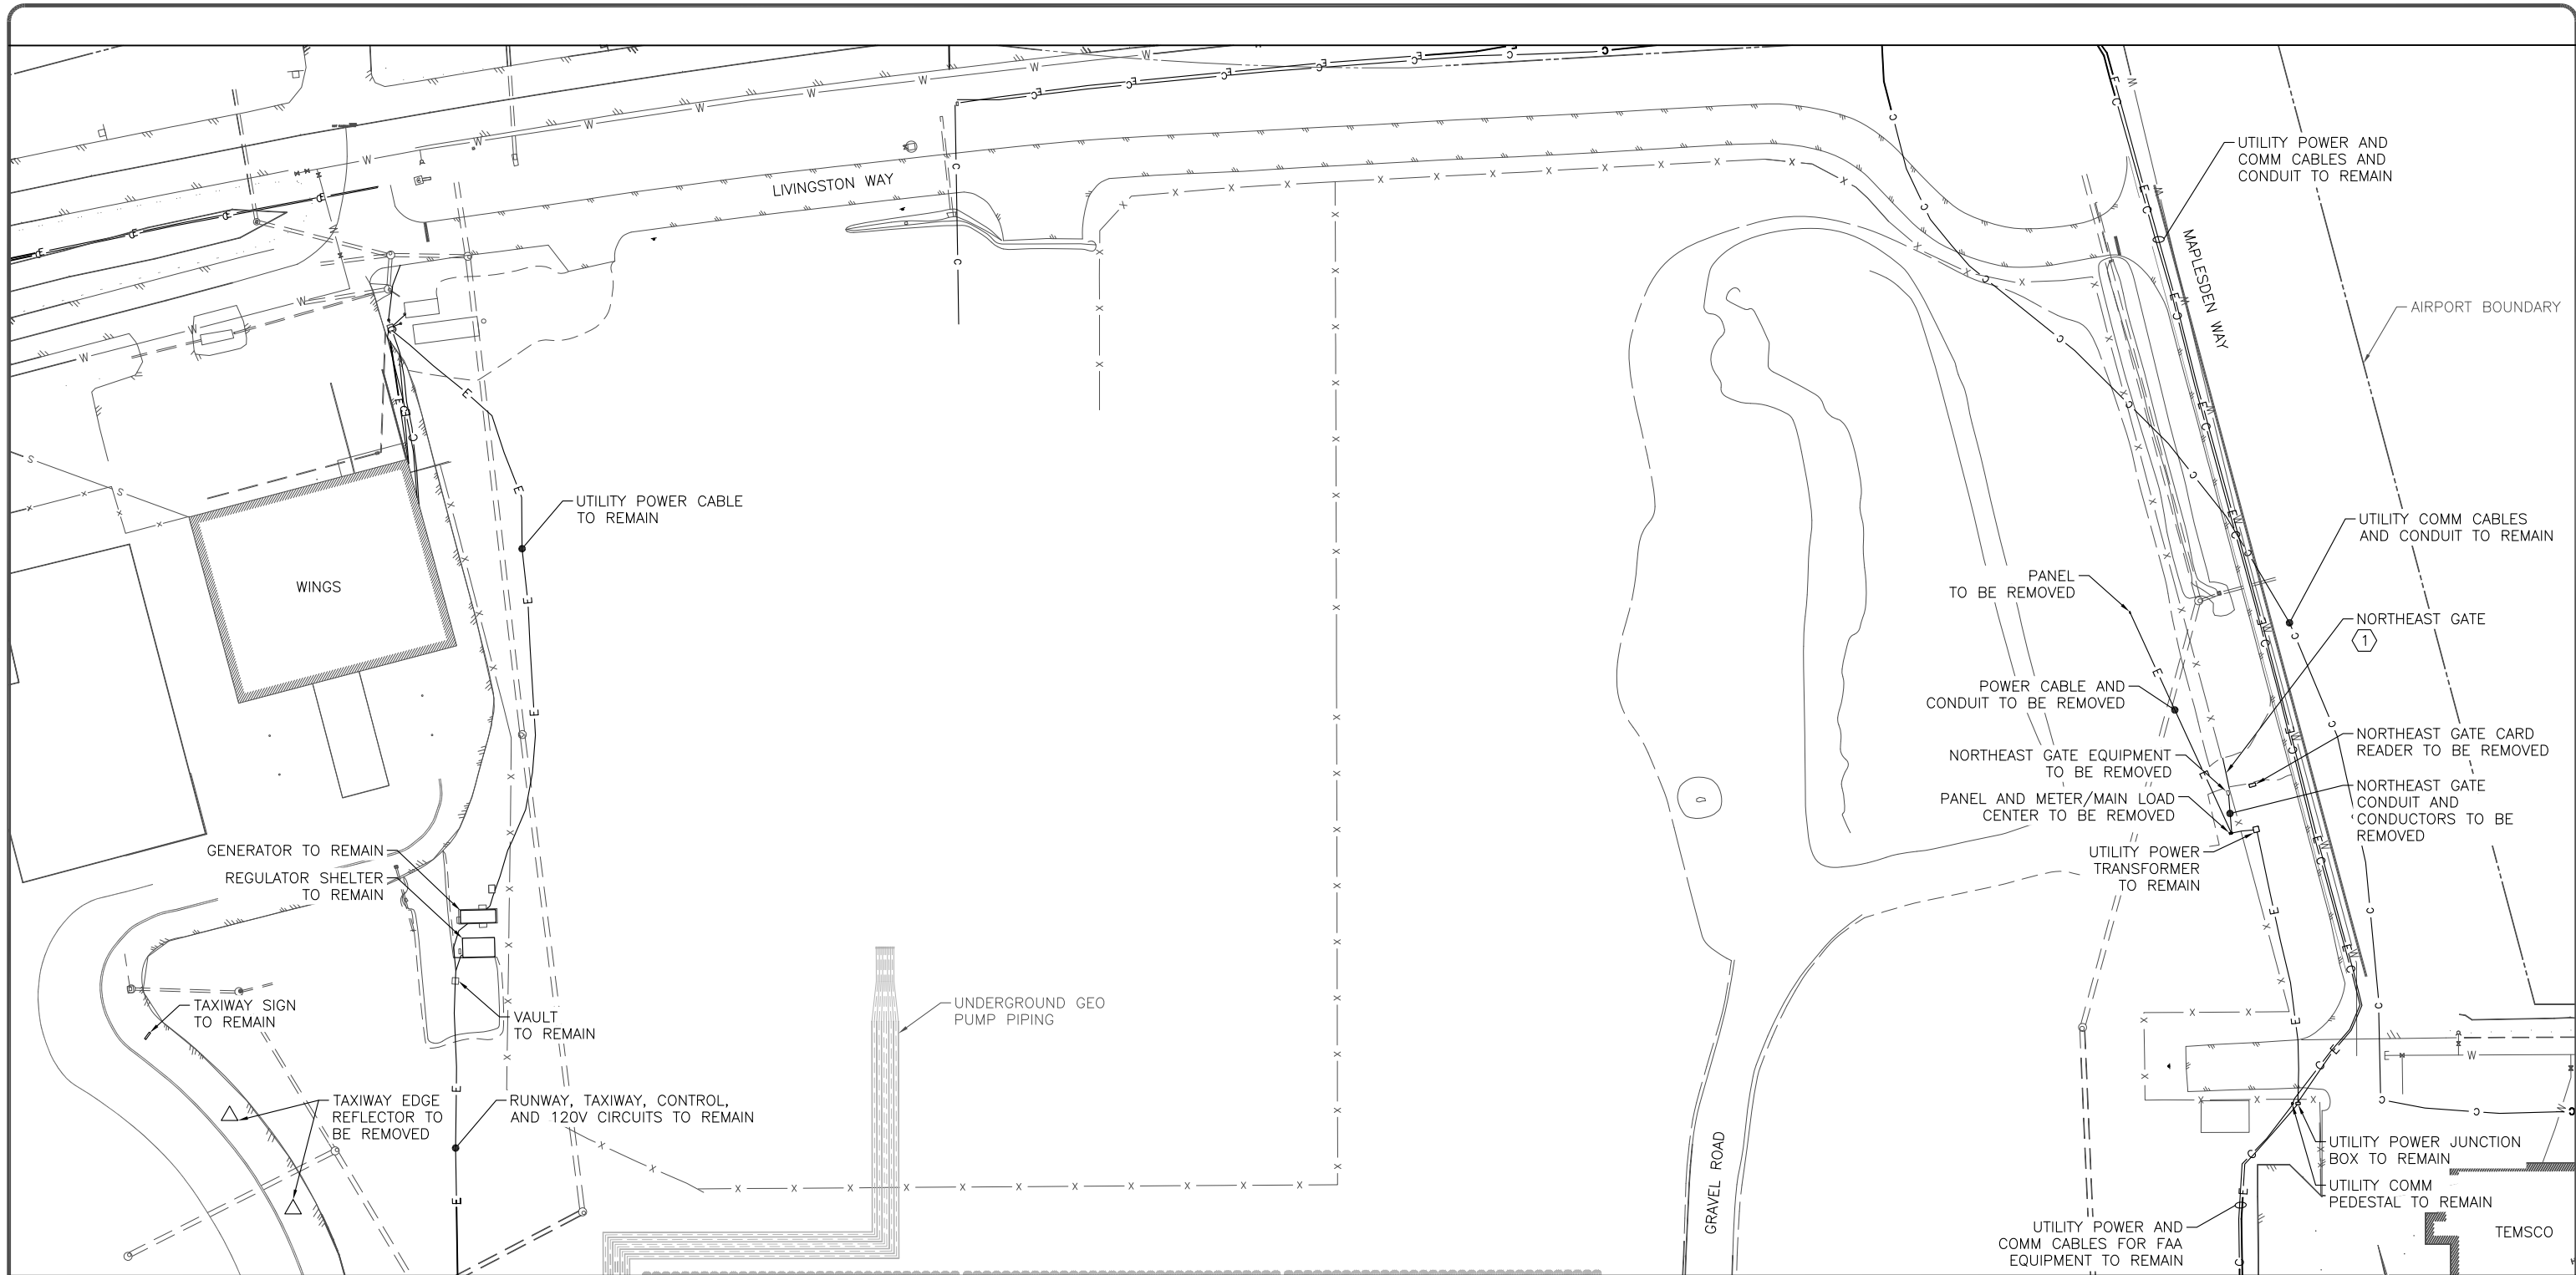 LIVINGSTON WAY
UTILITY POWER AND
COMM CABLES AND
CONDUIT TO REMAIN
MAPLESDEN WAY
AIRPORT BOUNDARY
UTILITY POWER CABLE
TO REMAIN
WINGS
UTILITY COMM CABLES
AND CONDUIT TO REMAIN
PANEL
TO BE REMOVED
NORTHEAST GATE
1
POWER CABLE AND
CONDUIT TO BE REMOVED
NORTHEAST GATE CARD
READER TO BE REMOVED
NORTHEAST GATE EQUIPMENT
TO BE REMOVED
NORTHEAST GATE
CONDUIT AND
CONDUCTORS TO BE
REMOVED
PANEL AND METER/MAIN LOAD
CENTER TO BE REMOVED
UTILITY POWER
TRANSFORMER
TO REMAIN
GENERATOR TO REMAIN
REGULATOR SHELTER
TO REMAIN
TAXIWAY SIGN
TO REMAIN
VAULT
TO REMAIN
UNDERGROUND GEO
PUMP PIPING
TAXIWAY EDGE
REFLECTOR TO
BE REMOVED
RUNWAY, TAXIWAY, CONTROL,
AND 120V CIRCUITS TO REMAIN
GRAVEL ROAD
UTILITY POWER JUNCTION
BOX TO REMAIN
UTILITY COMM
PEDESTAL TO REMAIN
UTILITY POWER AND
COMM CABLES FOR FAA
EQUIPMENT TO REMAIN
TEMSCO